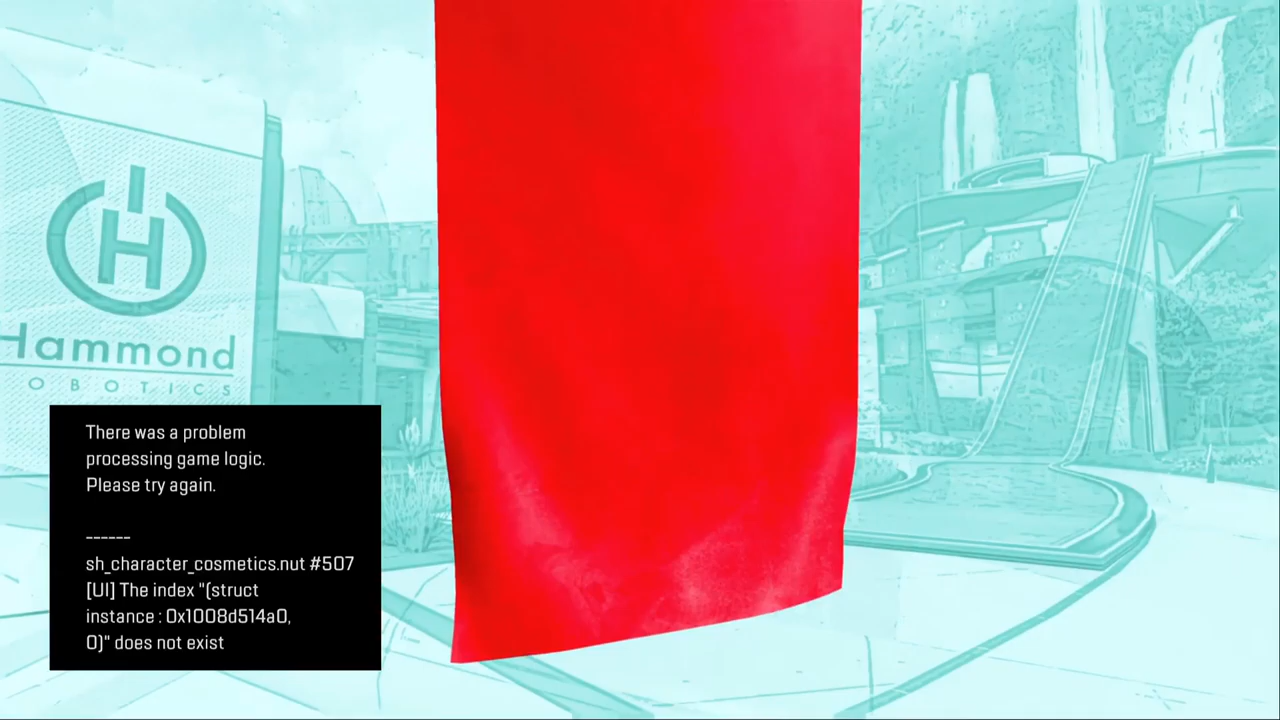 H
Hammond
OBOTICS
There was a problem
processing game logic.
Please try again.
------
sh_character_cosmetics.nut #507
[UI] The index "(struct
instance : 0x1008d514a0,
0)" does not exist